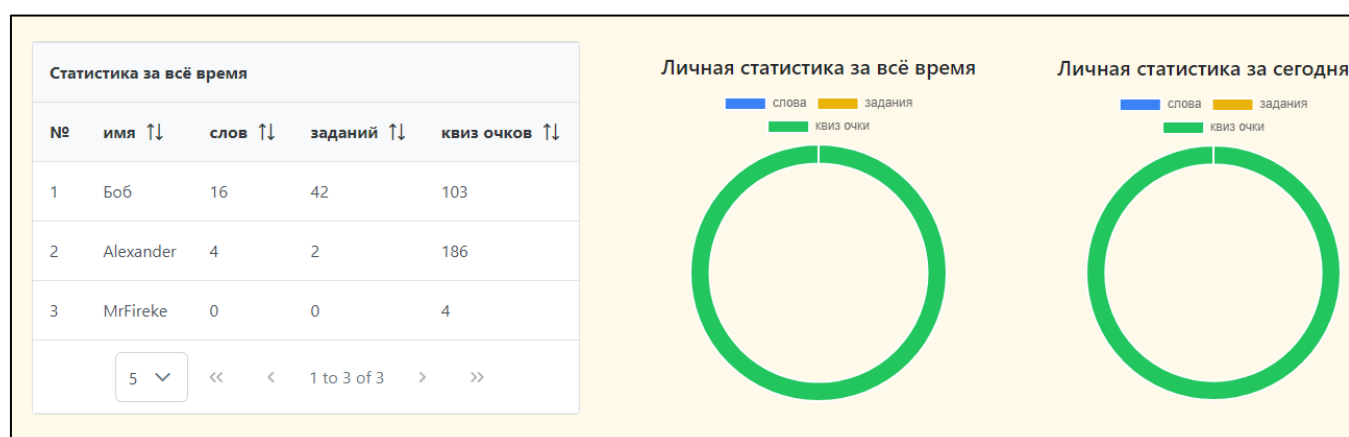 Статистика за всё время
№ имя ↑↓ слов ↑↓ заданий ↑↓ квиз очков ↑↓
1 Боб 16 42 103
2 Alexander 4 2 186
3 MrFireke 0 0 4
5 « ‹ 1 to 3 of 3 › »
Личная статистика за всё время
слова задания
квиз очки
Личная статистика за сегодня
слова задания
квиз очки